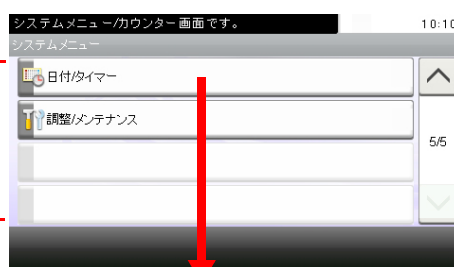 システムメニュー/カウンター画面です。
10:10
システムメニュー
日付/タイマー
調整/メンテナンス
5/5